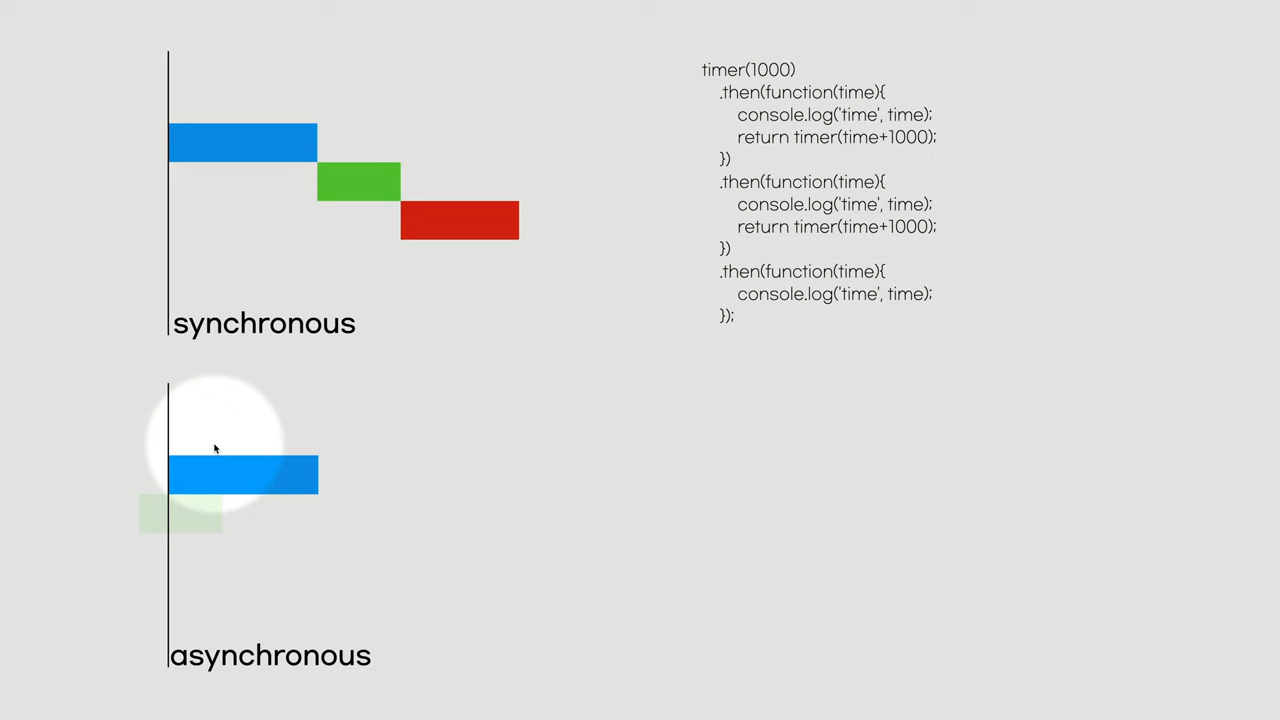 synchronous
asynchronous
timer(1000)
.then(function(time){
console.log('time', time);
return timer(time+1000);
})
.then(function(time){
console.log('time', time);
return timer(time+1000);
})
.then(function(time){
console.log('time', time);
});